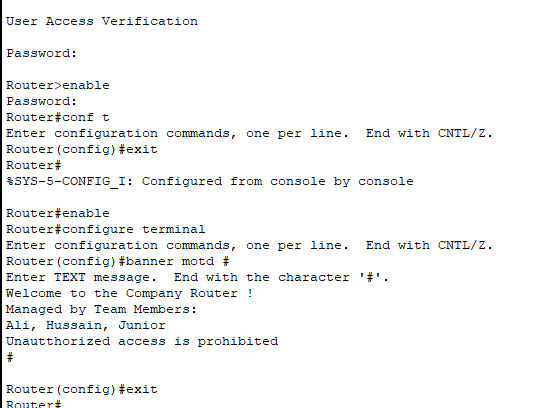 User Access Verification
Password:
Router>enable
Password:
Router#conf t
Enter configuration commands, one per line.  End with CNTL/Z.
Router(config)#exit
Router#
%SYS-5-CONFIG_I: Configured from console by console
Router#enable
Router#configure terminal
Enter configuration commands, one per line.  End with CNTL/Z.
Router(config)#banner motd #
Enter TEXT message.  End with the character '#'.
Welcome to the Company Router !
Managed by Team Members:
Ali, Hussain, Junior
Unautthorized access is prohibited
#
Router(config)#exit
Router#